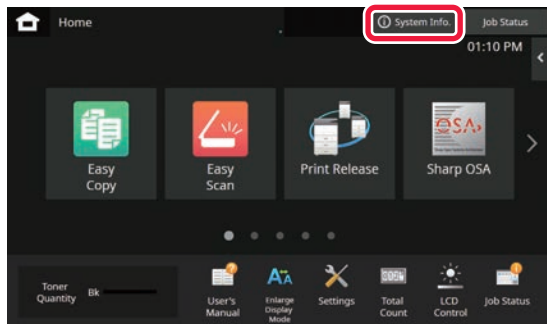 Home
System Info.
Job Status
01:10 PM
Easy
Copy
Easy
Scan
Print Release
OSA
Sharp OSA
Toner
Quantity
Bk
User's
Manual
Enlarge
Display
Mode
Settings
Total
Count
LCD
Control
Job Status